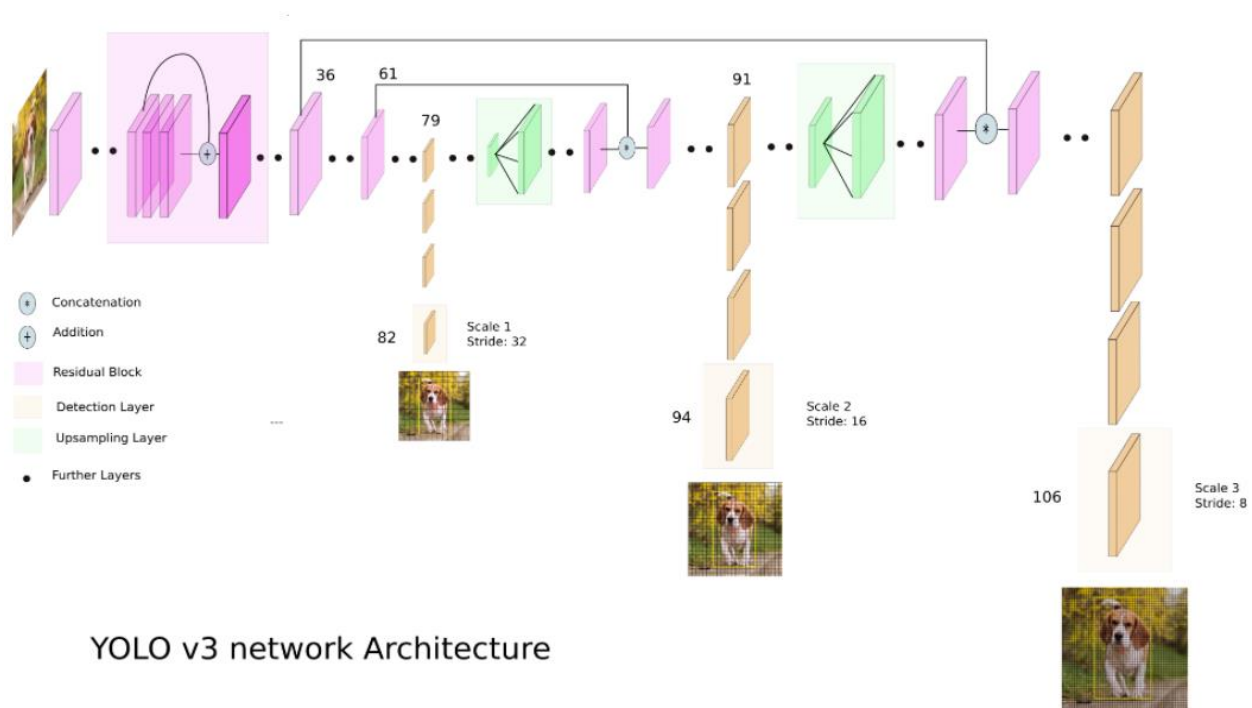 36
61
79
91
*
+
*
* Concatenation
+ Addition
Residual Block
Detection Layer
Upsampling Layer
Further Layers
...
82
Scale 1
Stride: 32
94
Scale 2
Stride: 16
106
Scale 3
Stride: 8
YOLO v3 network Architecture